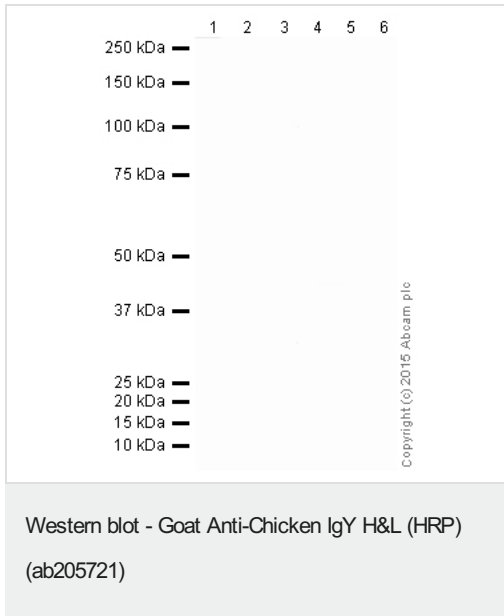 1 2 3 4 5 6
250 kDa
150 kDa
100 kDa
75 kDa
50 kDa
37 kDa
25 kDa
20 kDa
15 kDa
10 kDa
Copyright (c) 2015 Abcam plc
Western blot - Goat Anti-Chicken IgY H&L (HRP)
(ab205721)